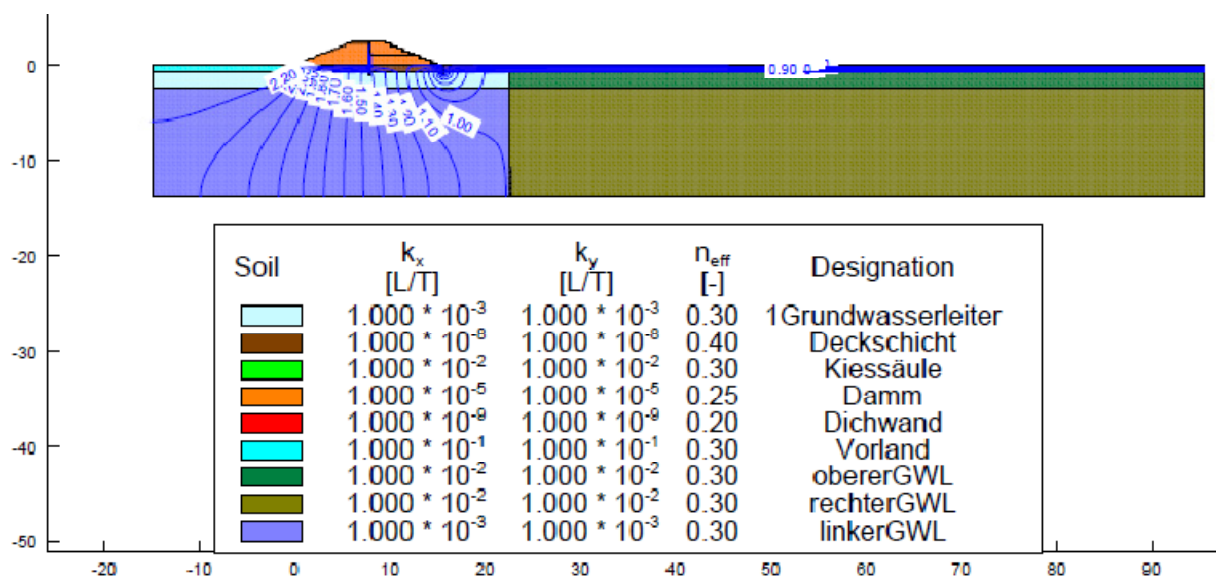 0
-10
-20
-30
-40
-50
2.20
1.50
1.40
1.10
1.00
0.90
Soil kx [L/T] ky [L/T] neff [-] Designation
1.000 * 10-3 1.000 * 10-3 0.30 1Grundwasserleiter
1.000 * 10-8 1.000 * 10-8 0.40 Deckschicht
1.000 * 10-2 1.000 * 10-2 0.30 Kiessäule
1.000 * 10-5 1.000 * 10-5 0.25 Damm
1.000 * 10-9 1.000 * 10-9 0.20 Dichwand
1.000 * 10-1 1.000 * 10-1 0.30 Vorland
1.000 * 10-2 1.000 * 10-2 0.30 obererGWL
1.000 * 10-2 1.000 * 10-2 0.30 rechterGWL
1.000 * 10-3 1.000 * 10-3 0.30 linkerGWL
-20 -10 0 10 20 30 40 50 60 70 80 90